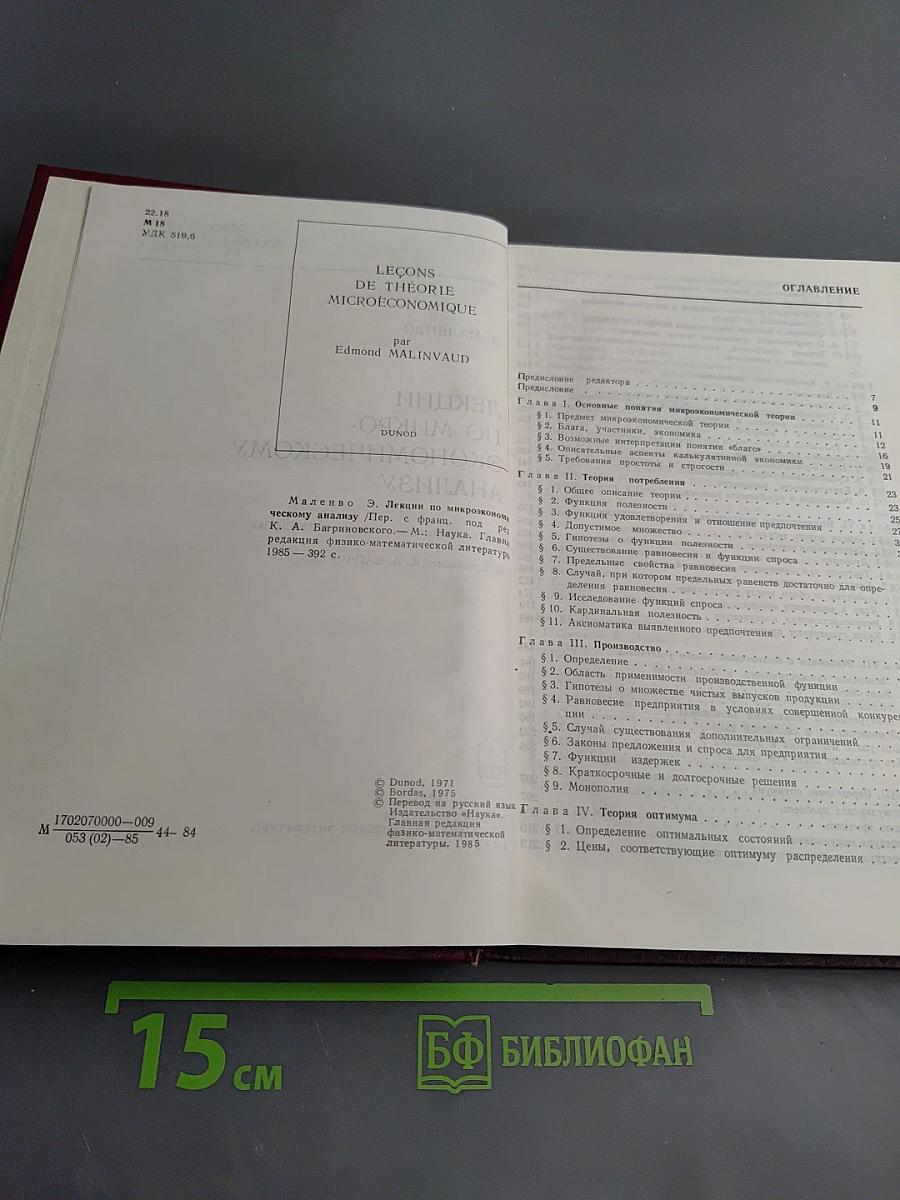 22.18
М 18
УДК 519.6
LEÇONS
DE THÉORIE
MICROÉCONOMIQUE
par
Edmond MALINVAUD
DUNOD
Маленво Э. Лекции по микроэконом
ческому анализу /Пер. с франц. под ред
К. А. Багриновского.— М.: Наука. Главн
редакция физико-математической литератур
1985 — 392 с.
© Dunod, 1971
© Bordas, 1975
© Перевод на русский язык
Издательство «Наука».
Главная редакция
физико-математической
литературы, 1985
М 1702070000—009
053 (02)—85
44– 84
ОГЛАВЛЕНИЕ
Предисловие редактора . . . . . . . . . . 7
Предисловие . . . . . . . . . . 9
Глава I. Основные понятия микроэкономической теории 11
§ 1. Предмет микроэкономической теории . . . . . 11
§ 2. Блага, участники, экономика . . . . . 12
§ 3. Возможные интерпретации понятия «благо» . . . . . 16
§ 4. Описательные аспекты калькулятивной экономики . . . . . 19
§ 5. Требования простоты и строгости . . . . . 21
Глава II. Теория потребления . . . . . 23
§ 1. Общее описание теории . . . . . 23
§ 2. Функция полезности . . . . . 25
§ 3. Функция удовлетворения и отношение предпочтения 27
§ 4. Допустимое множество . . . . .
§ 5. Гипотезы о функции полезности . . . . .
§ 6. Существование равновесия и функции спроса . . . . .
§ 7. Предельные свойства равновесия . . . . .
§ 8. Случай, при котором предельных равенств достаточно для опре-
деления равновесия . . . . .
§ 9. Исследование функций спроса . . . . .
§ 10. Кардинальная полезность . . . . .
§ 11. Аксиоматика выявленного предпочтения . . . . .
Глава III. Производство . . . . .
§ 1. Определение . . . . .
§ 2. Область применимости производственной функции . . . . .
§ 3. Гипотезы о множестве чистых выпусков продукции . . . . .
§ 4. Равновесие предприятия в условиях совершенной конкурен
ции . . . . .
§ 5. Случай существования дополнительных ограничений . . . . .
§ 6. Законы предложения и спроса для предприятия . . . . .
§ 7. Функции издержек . . . . .
§ 8. Краткосрочные и долгосрочные решения . . . . .
§ 9. Монополия . . . . .
Глава IV. Теория оптимума . . . . .
§ 1. Определение оптимальных состояний . . . . .
§ 2. Цены, соответствующие оптимуму распределения . . . . .
15 см
БФ БИБЛИОФАН